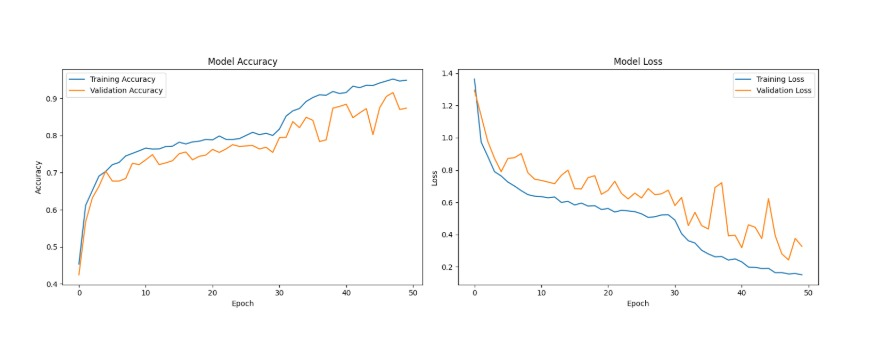 Model Accuracy
Training Accuracy
Validation Accuracy
Accuracy
0.9
0.8
0.7
0.6
0.5
0.4
0 10 20 30 40 50
Epoch
Model Loss
Training Loss
Validation Loss
Loss
1.4
1.2
1.0
0.8
0.6
0.4
0.2
0 10 20 30 40 50
Epoch